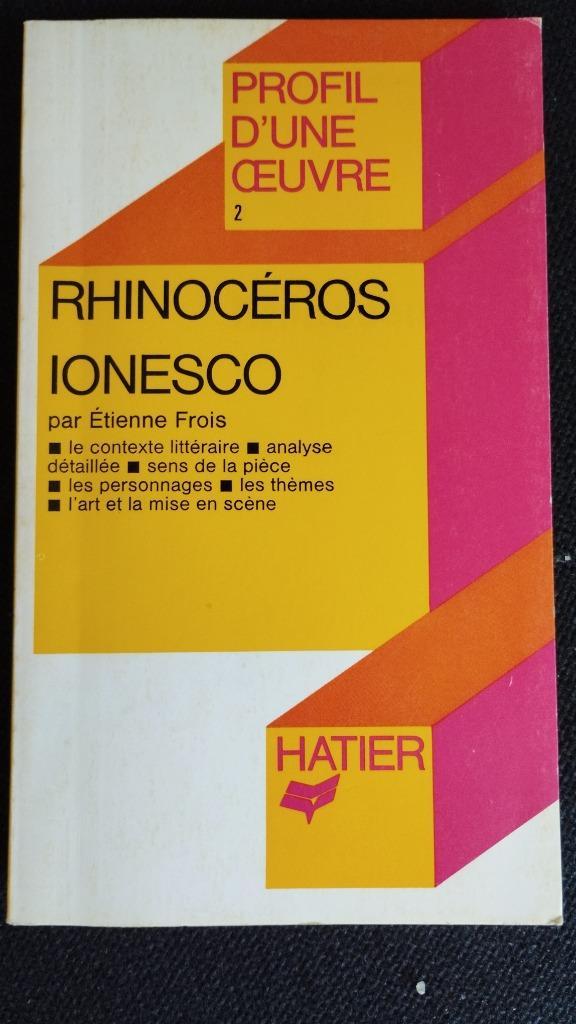 PROFIL
D'UNE
ŒUVRE
2
RHINOCÉROS
IONESCO
par Étienne Frois
■ le contexte littéraire ■ analyse
détaillée ■ sens de la pièce
■ les personnages ■ les thèmes
■ l'art et la mise en scène
HATIER